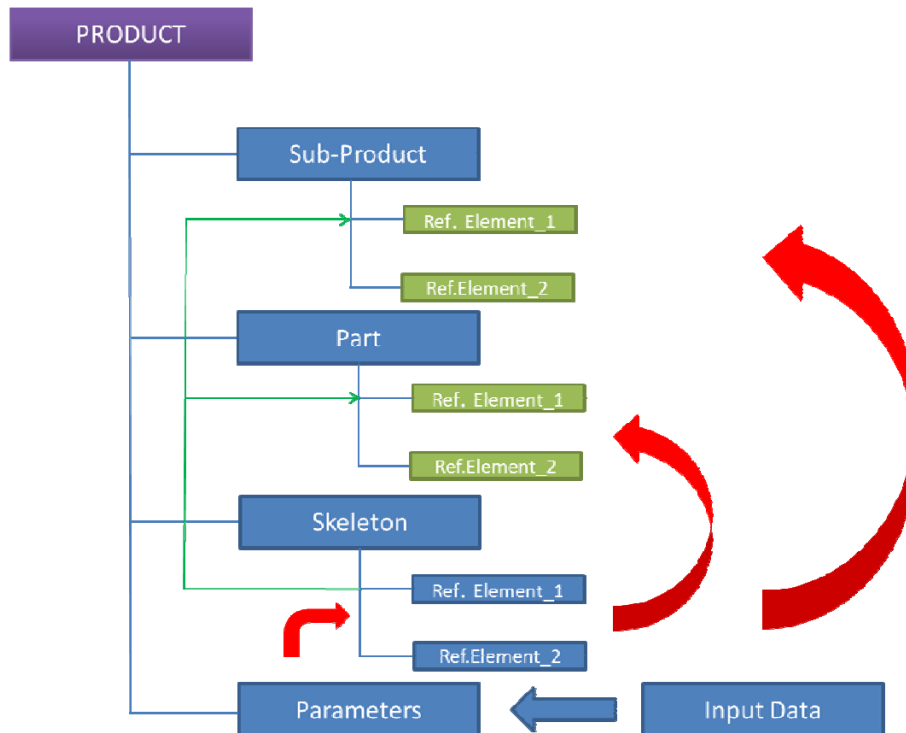 PRODUCT
Sub-Product
Ref. Element_1
Ref.Element_2
Part
Ref. Element_1
Ref.Element_2
Skeleton
Ref. Element_1
Ref.Element_2
Parameters
Input Data